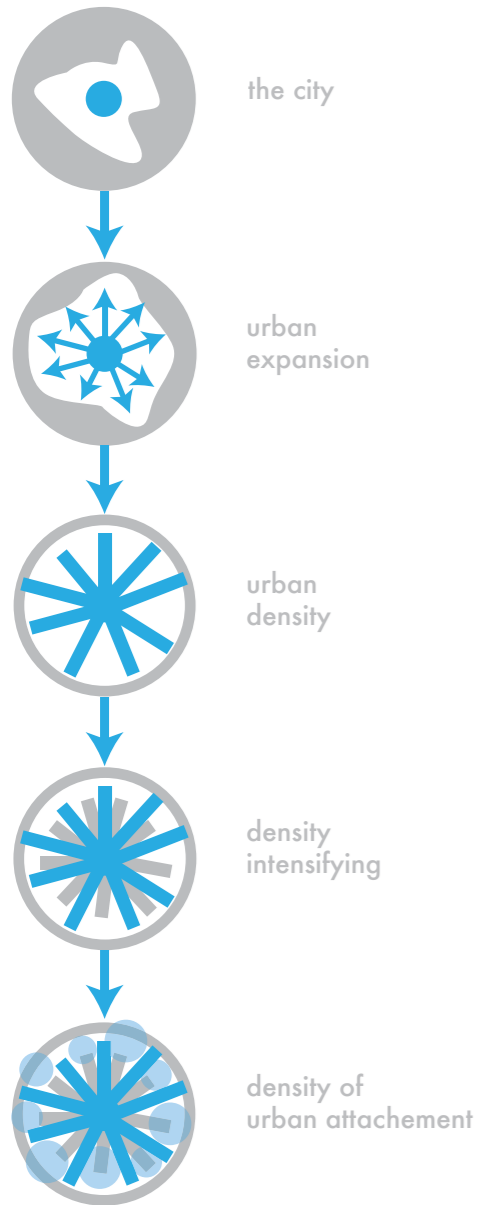 the city
urban
expansion
urban
density
density
intensifying
density of
urban attachement